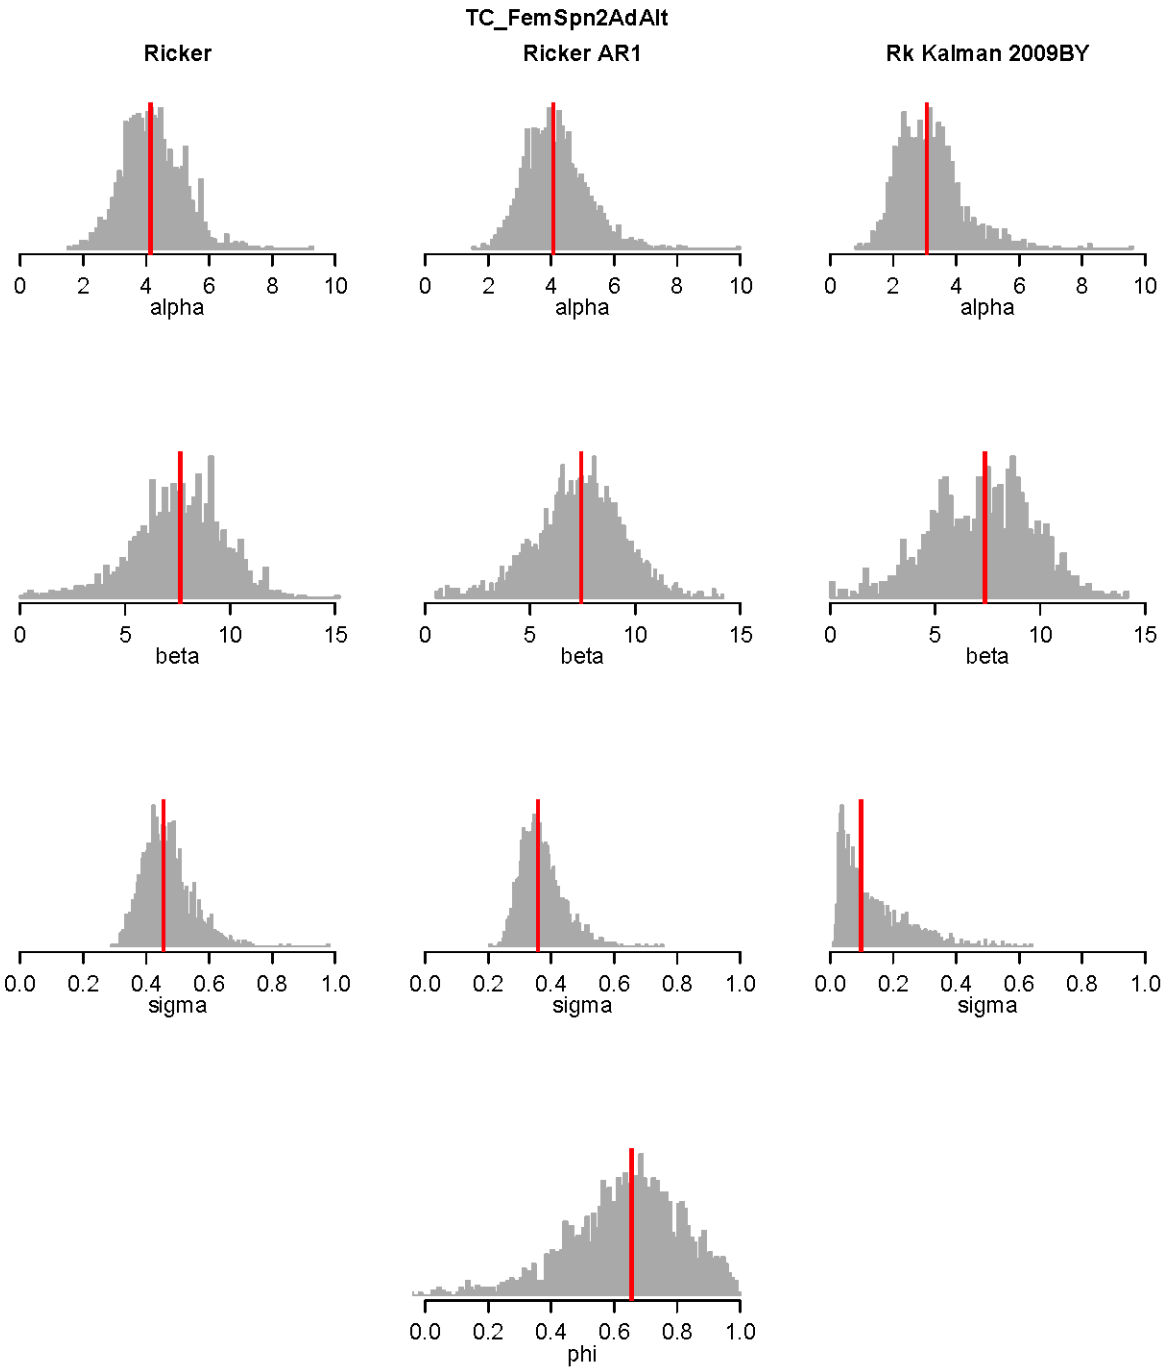 TC_FemSpn2AdAlt
Ricker Ricker AR1 Rk Kalman 2009BY
0 2 4 6 8 10 0 2 4 6 8 10 0 2 4 6 8 10
alpha alpha alpha
0 5 10 15 0 5 10 15 0 5 10 15
beta beta beta
0.0 0.2 0.4 0.6 0.8 1.0 0.0 0.2 0.4 0.6 0.8 1.0 0.0 0.2 0.4 0.6 0.8 1.0
sigma sigma sigma
0.0 0.2 0.4 0.6 0.8 1.0
phi